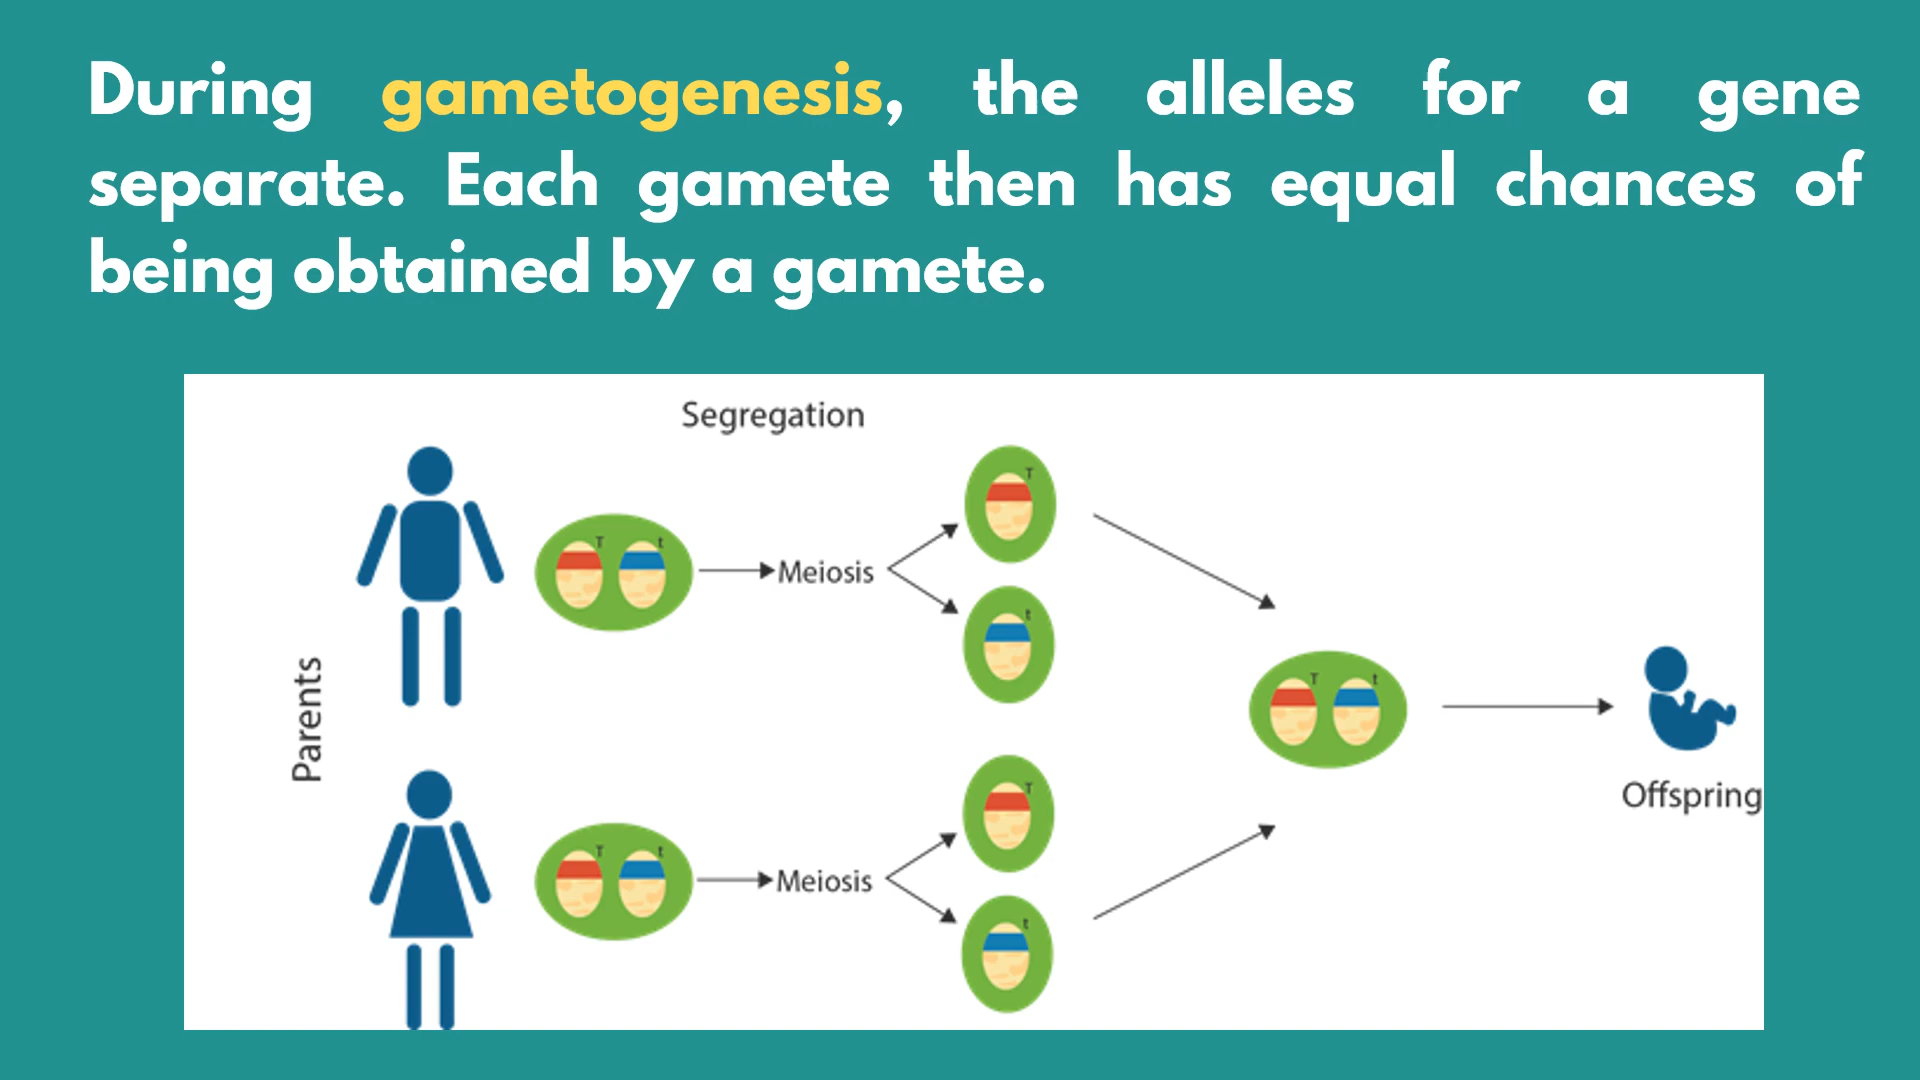 During gametogenesis, the alleles for a gene
separate. Each gamete then has equal chances of
being obtained by a gamete.
Segregation
Parents
T t
Meiosis
T
t
T t
Offspring
T t
Meiosis
T
t